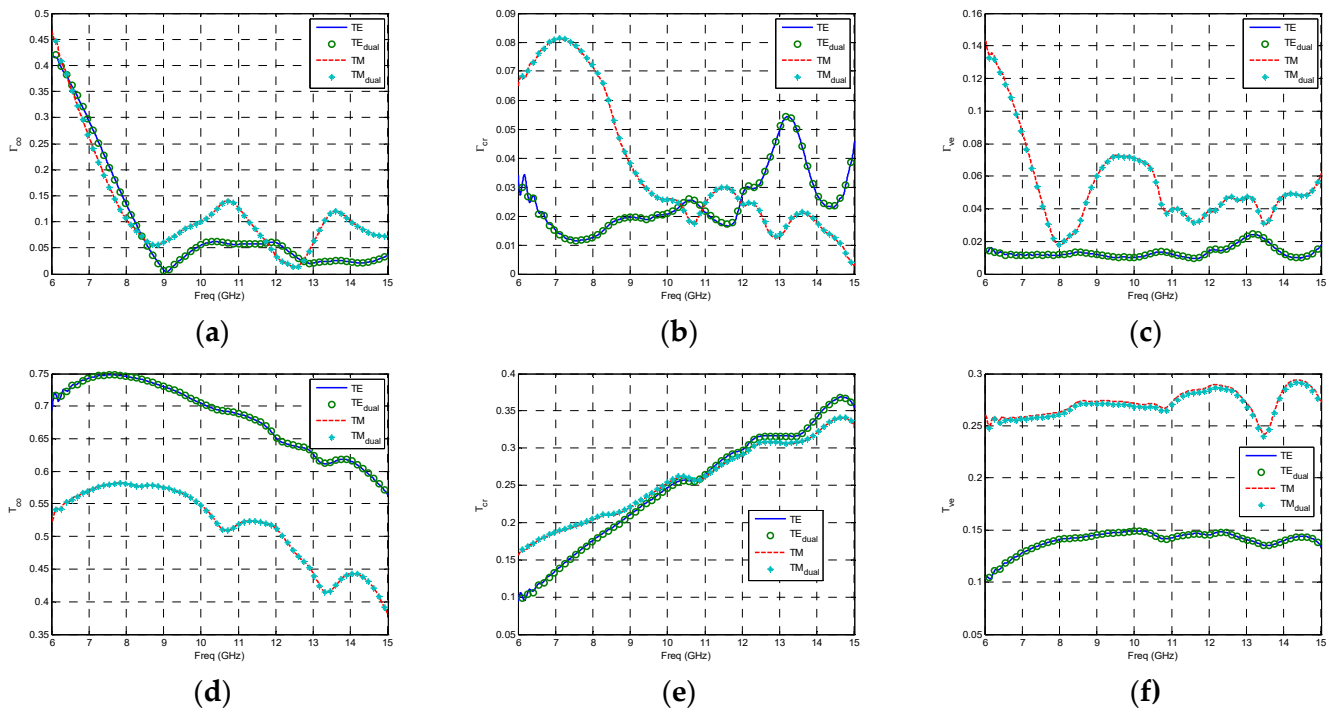 0.5
0.45
0.4
0.35
0.3
0.25
0.2
0.15
0.1
0.05
0
Γco
6 7 8 9 10 11 12 13 14 15
Freq (GHz)
TE
TEdual
TM
TMdual
(a)
0.09
0.08
0.07
0.06
0.05
0.04
0.03
0.02
0.01
0
Γcr
6 7 8 9 10 11 12 13 14 15
Freq (GHz)
TE
TEdual
TM
TMdual
(b)
0.16
0.14
0.12
0.1
0.08
0.06
0.04
0.02
0
Γve
6 7 8 9 10 11 12 13 14 15
Freq (GHz)
TE
TEdual
TM
TMdual
(c)
0.75
0.7
0.65
0.6
0.55
0.5
0.45
0.4
0.35
Tco
6 7 8 9 10 11 12 13 14 15
Freq (GHz)
TE
TEdual
TM
TMdual
(d)
0.4
0.35
0.3
0.25
0.2
0.15
0.1
0.05
Tcr
6 7 8 9 10 11 12 13 14 15
Freq (GHz)
TE
TEdual
TM
TMdual
(e)
0.3
0.25
0.2
0.15
0.1
0.05
Tve
6 7 8 9 10 11 12 13 14 15
Freq (GHz)
TE
TEdual
TM
TMdual
(f)